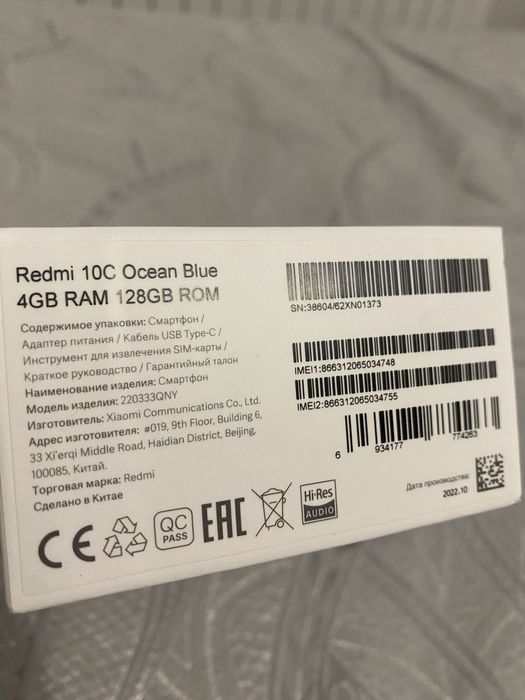 Redmi 10C Ocean Blue
4GB RAM 128GB ROM
Содержимое упаковки: Смартфон /
Адаптер питания / Кабель USB Type-C /
Инструмент для извлечения SIM-карты /
Краткое руководство / Гарантийный талон
Наименование изделия: Смартфон
Модель изделия: 220333QNY
Изготовитель: Xiaomi Communications Co., Ltd.
Адрес изготовителя: #019, 9th Floor, Building 6,
33 Xi'erqi Middle Road, Haidian District, Beijing,
100085, Китай.
Торговая марка: Redmi
Сделано в Китае
SN:38604/62XN01373
IMEI1:866312065034748
IMEI2:866312065034755
6 934177 774263
Дата производства:
2022.10
CE
QC
PASS
EAC
Hi-Res
AUDIO